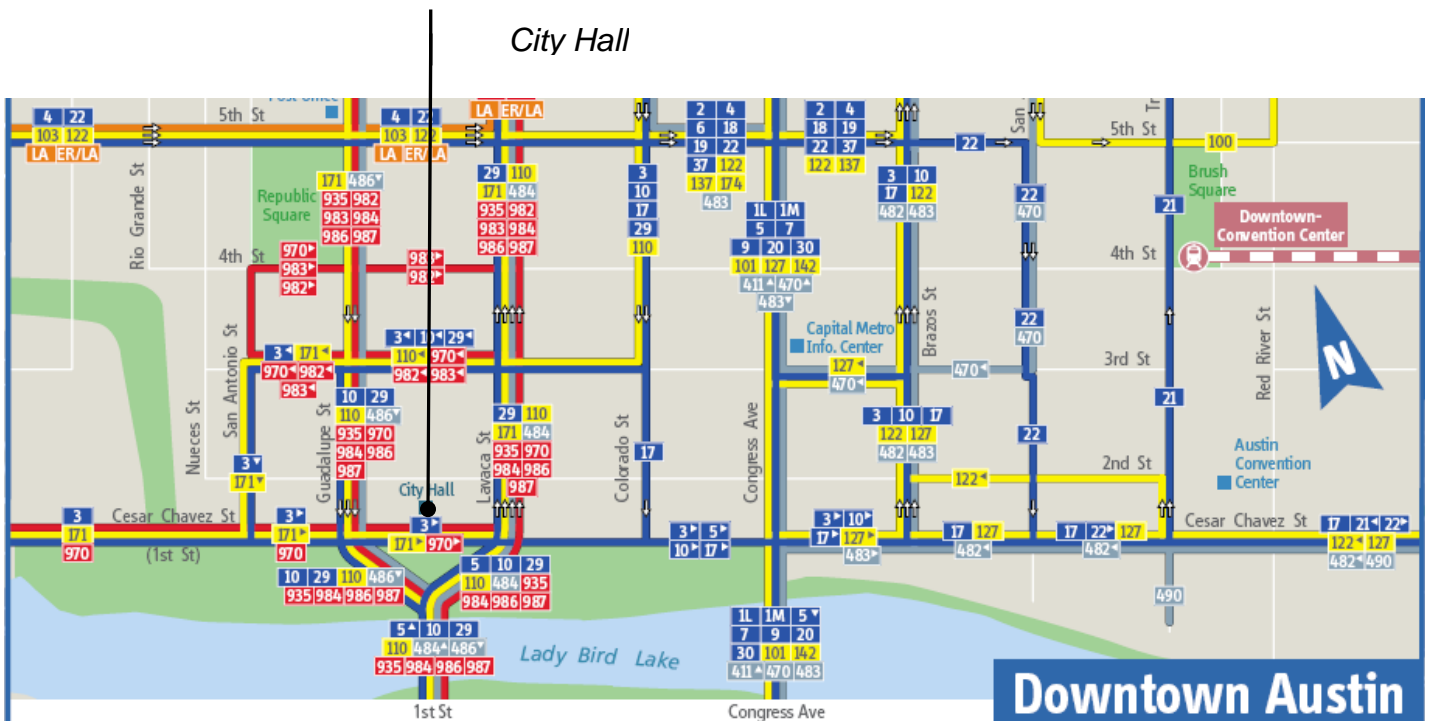 City Hall
5th St
4 22
103 122
LA ER/LA
4 22
103 122
LA ER/LA
LA ER/LA
2 4
6 18
19 22
37 122
137 174
483
2 4
18 19
22 37
122 137
22
San
Tr
5th St
100
Brush
Square
Rio Grande St
Republic
Square
171 486▼
935 982
983 984
986 987
29 110
171 484
935 982
983 984
986 987
3
10
17
29
110
1L 1M
5 7
9 20 30
101 127 142
411▲ 470▲
483▼
3 10
17 122
482 483
22
470
21
Downtown-
Convention Center
4th St
970►
983►
982►
983►
982►
4th St
Capital Metro
Info. Center
Brazos St
22
470
Red River St
N
3◄ 171◄
970◄ 982◄
983◄
3◄ 10◄ 29◄
110◄ 970◄
982◄ 983◄
127◄
470◄
470◄
3rd St
Nueces St
San Antonio St
10 29
110 486▼
935 970
984 986
987
Guadalupe St
29 110
171 484
935 970
984 986
987
Lavaca St
Colorado St
17
Congress Ave
3 10 17
122 127
482 483
22
21
2nd St
122◄
Austin
Convention
Center
3▼
171▼
City Hall
3
171
970
Cesar Chavez St
(1st St)
3►
171►
970
3►
171► 970►
3► 5►
10► 17►
3► 10►
17► 127►
483►
17 127
482◄
17 22► 127
482◄
Cesar Chavez St
17 21◄ 22►
122◄ 127
482◄ 490
10 29 110 486▼
935 984 986 987
5 10 29
110 484 935
984 986 987
490
5▲ 10 29
110 484▲ 486▼
935 984 986 987
Lady Bird Lake
1L 1M 5▼
7 9 20
30 101 142
411▲ 470 483
Downtown Austin
1st St
Congress Ave